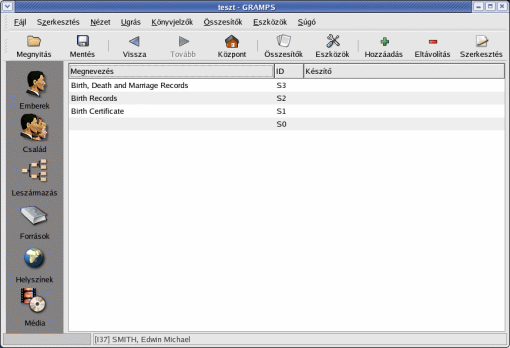 teszt - GRAMPS
Fájl Szerkesztés Nézet Ugrás Könyvjelzők Összesítők Eszközök Súgó
Megnyitás Mentés Vissza Tovább Központ Összesítők Eszközök Hozzáadás Eltávolítás Szerkesztés
Megnevezés ID Készítő
Birth, Death and Marriage Records S3
Birth Records S2
Birth Certificate S1
S0
Emberek
Család
Leszármazás
Források
Helyszínek
Média
[I37] SMITH, Edwin Michael